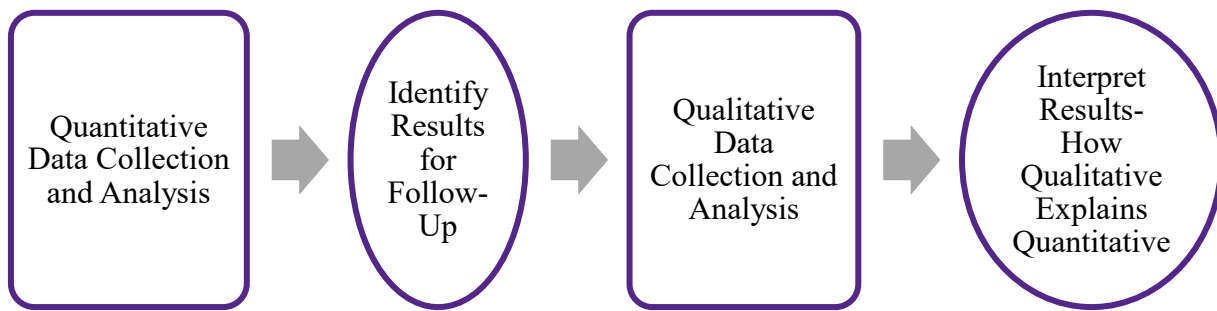 Quantitative
Data Collection
and Analysis
Identify
Results
for
Follow-
Up
Qualitative
Data
Collection and
Analysis
Interpret
Results-
How
Qualitative
Explains
Quantitative